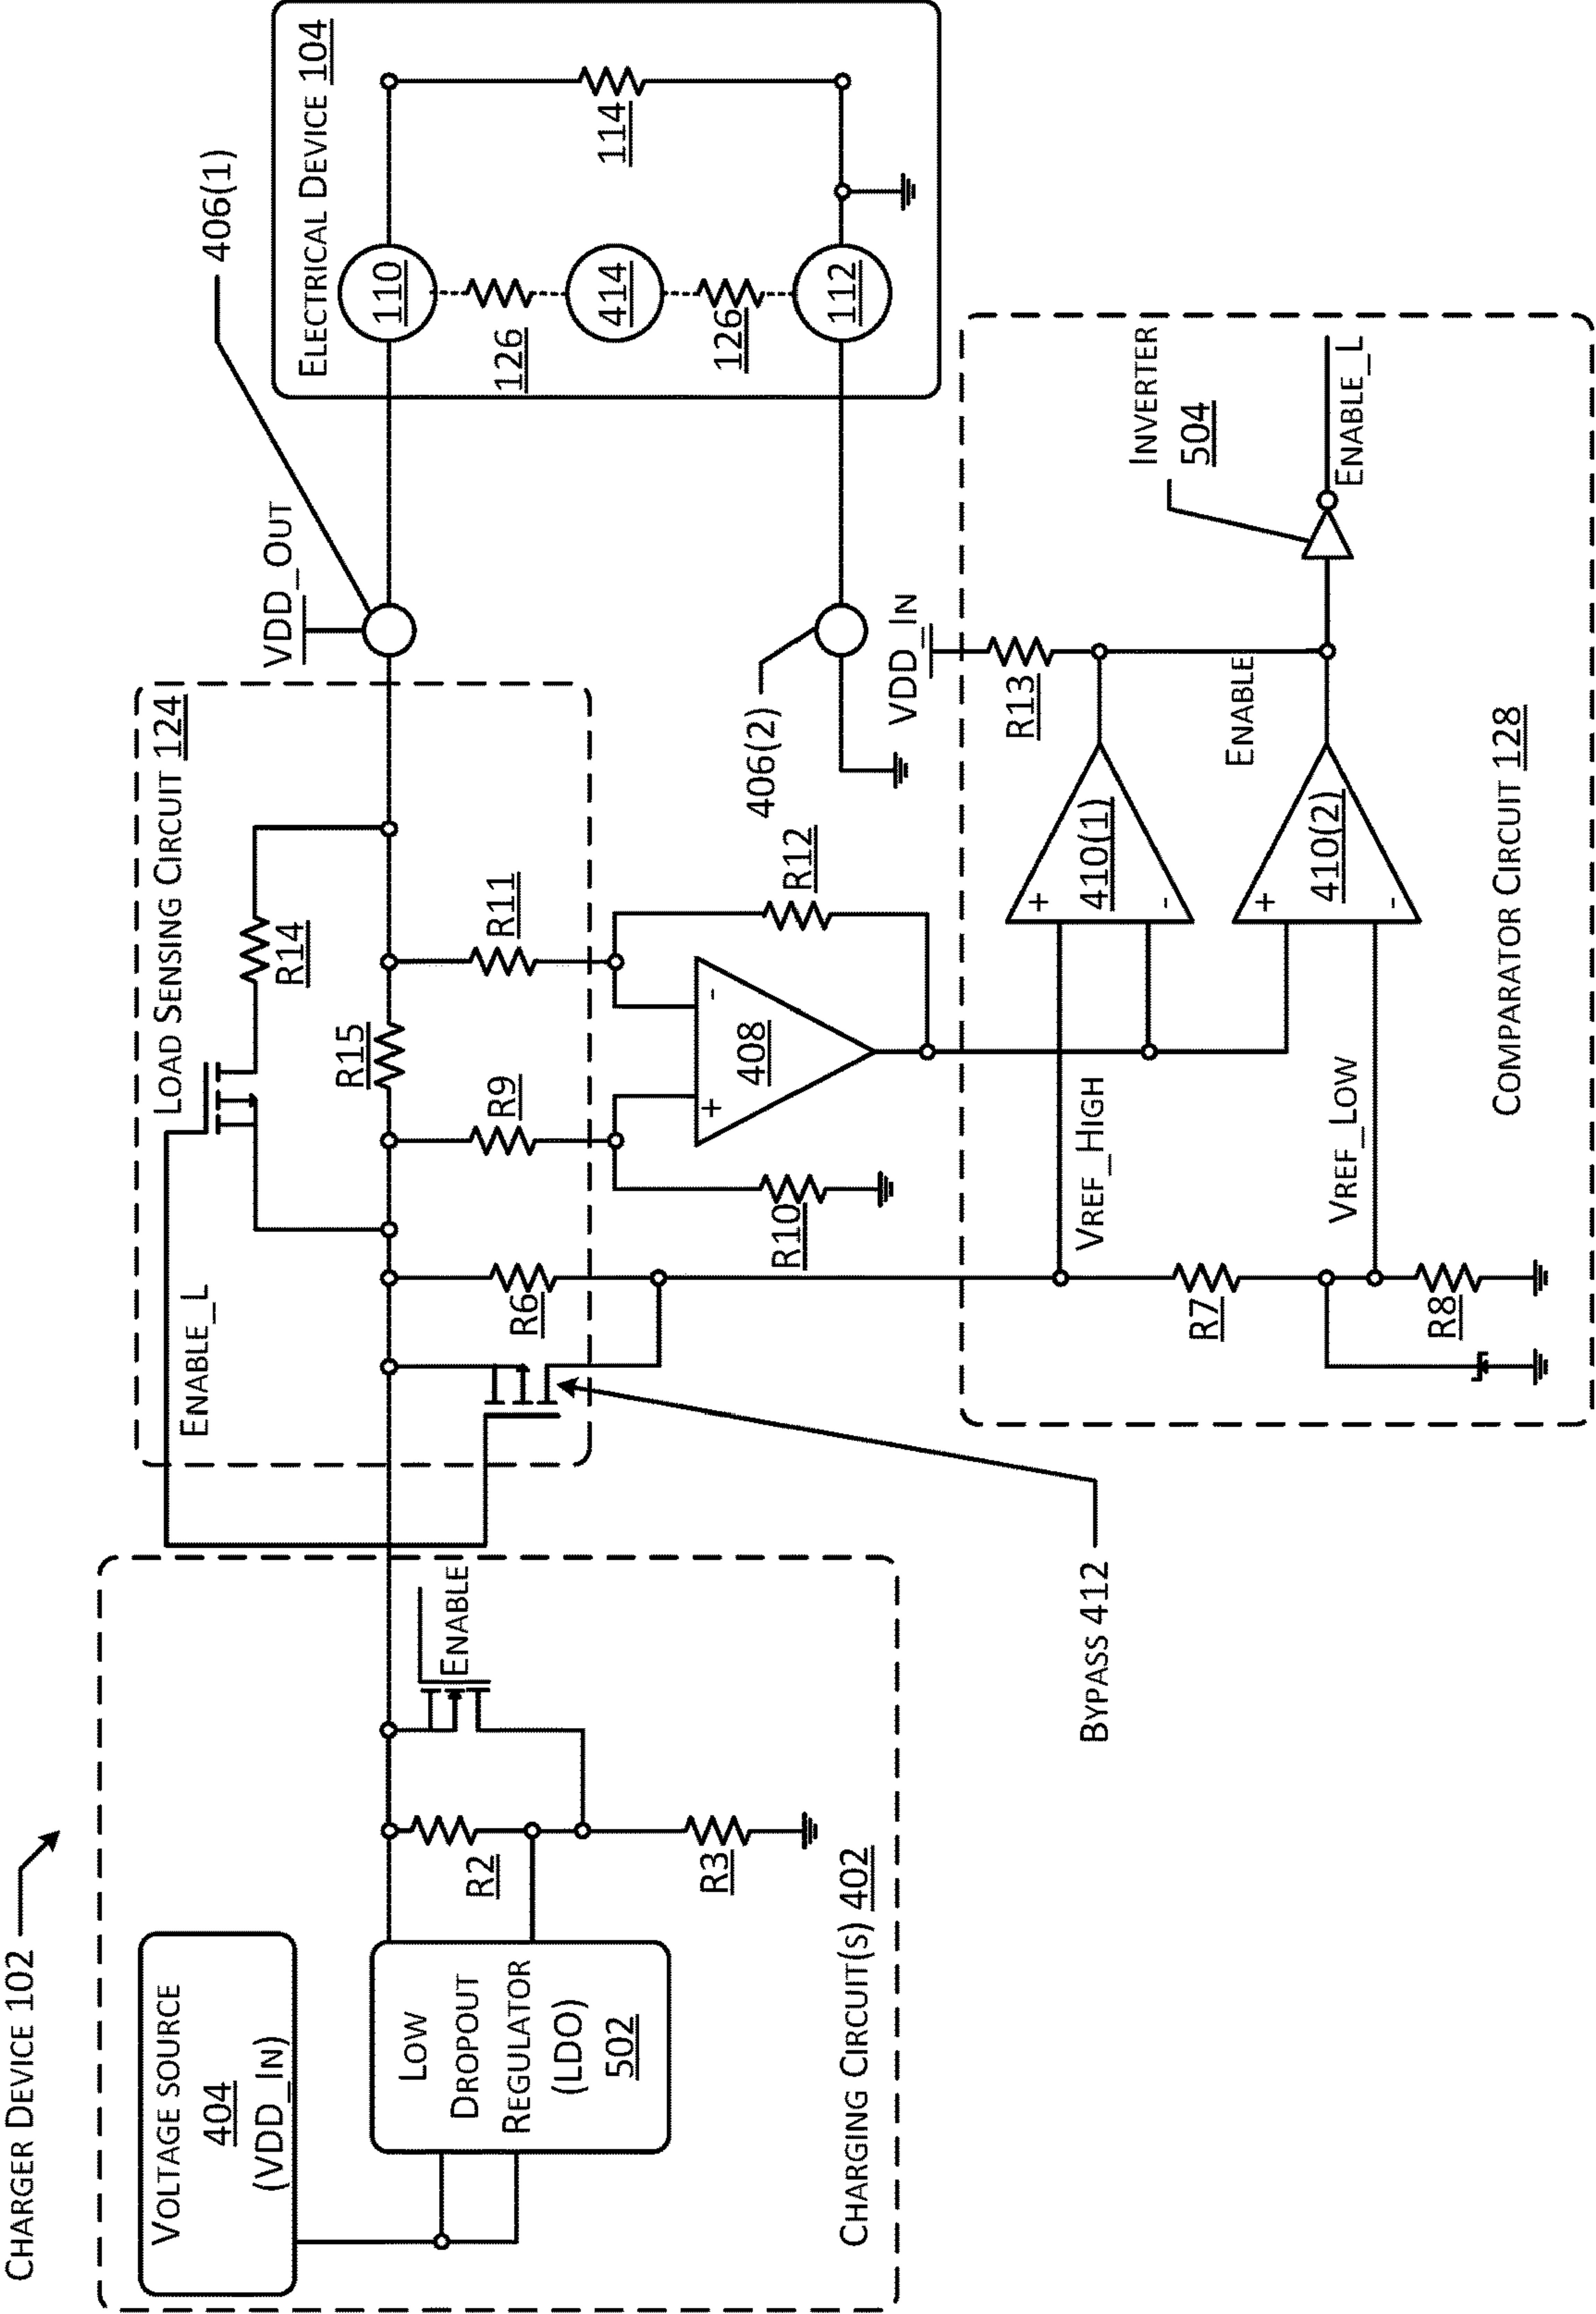 CHARGER DEVICE 102
VOLTAGE SOURCE
404
(VDD_IN)
LOW
DROPOUT
REGULATOR
(LDO)
502
R2
R3
ENABLE
CHARGING CIRCUIT(S) 402
BYPASS 412
LOAD SENSING CIRCUIT 124
ENABLE_L
R14
R15
R6
R9
R11
R10
R12
408
VDD_OUT
406(1)
406(2)
ELECTRICAL DEVICE 104
110
126
414
126
112
114
VDD_IN
R13
VREF_HIGH
VREF_LOW
R7
R8
+
-
+
-
+
-
410(1)
410(2)
ENABLE
INVERTER
504
ENABLE_L
COMPARATOR CIRCUIT 128